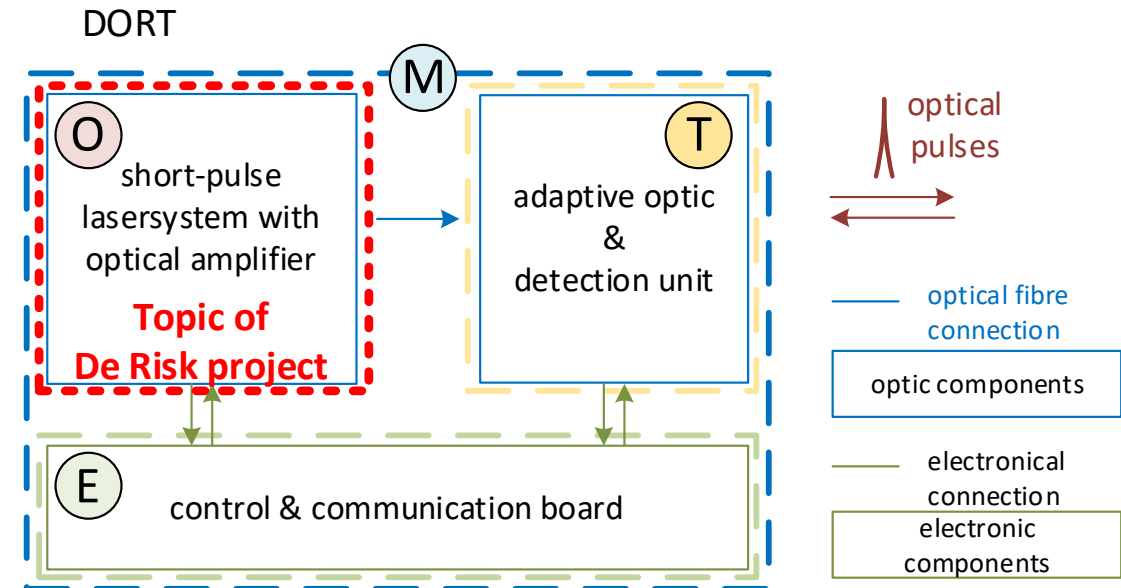 DORT
M
O
short-pulse
lasersystem with
optical amplifier
Topic of
De Risk project
T
adaptive optic
&
detection unit
E
control & communication board
optical
pulses
optical fibre
connection
optic components
electronical
connection
electronic
components